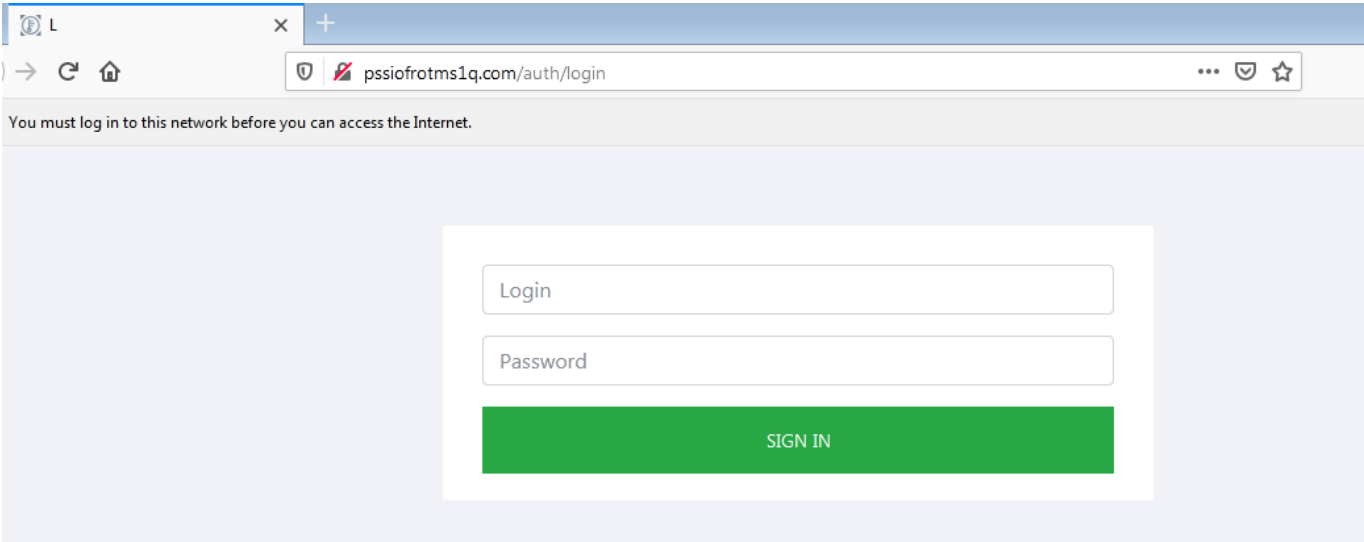 L
pssiofrotms1q.com/auth/login
You must log in to this network before you can access the Internet.
Login
Password
SIGN IN